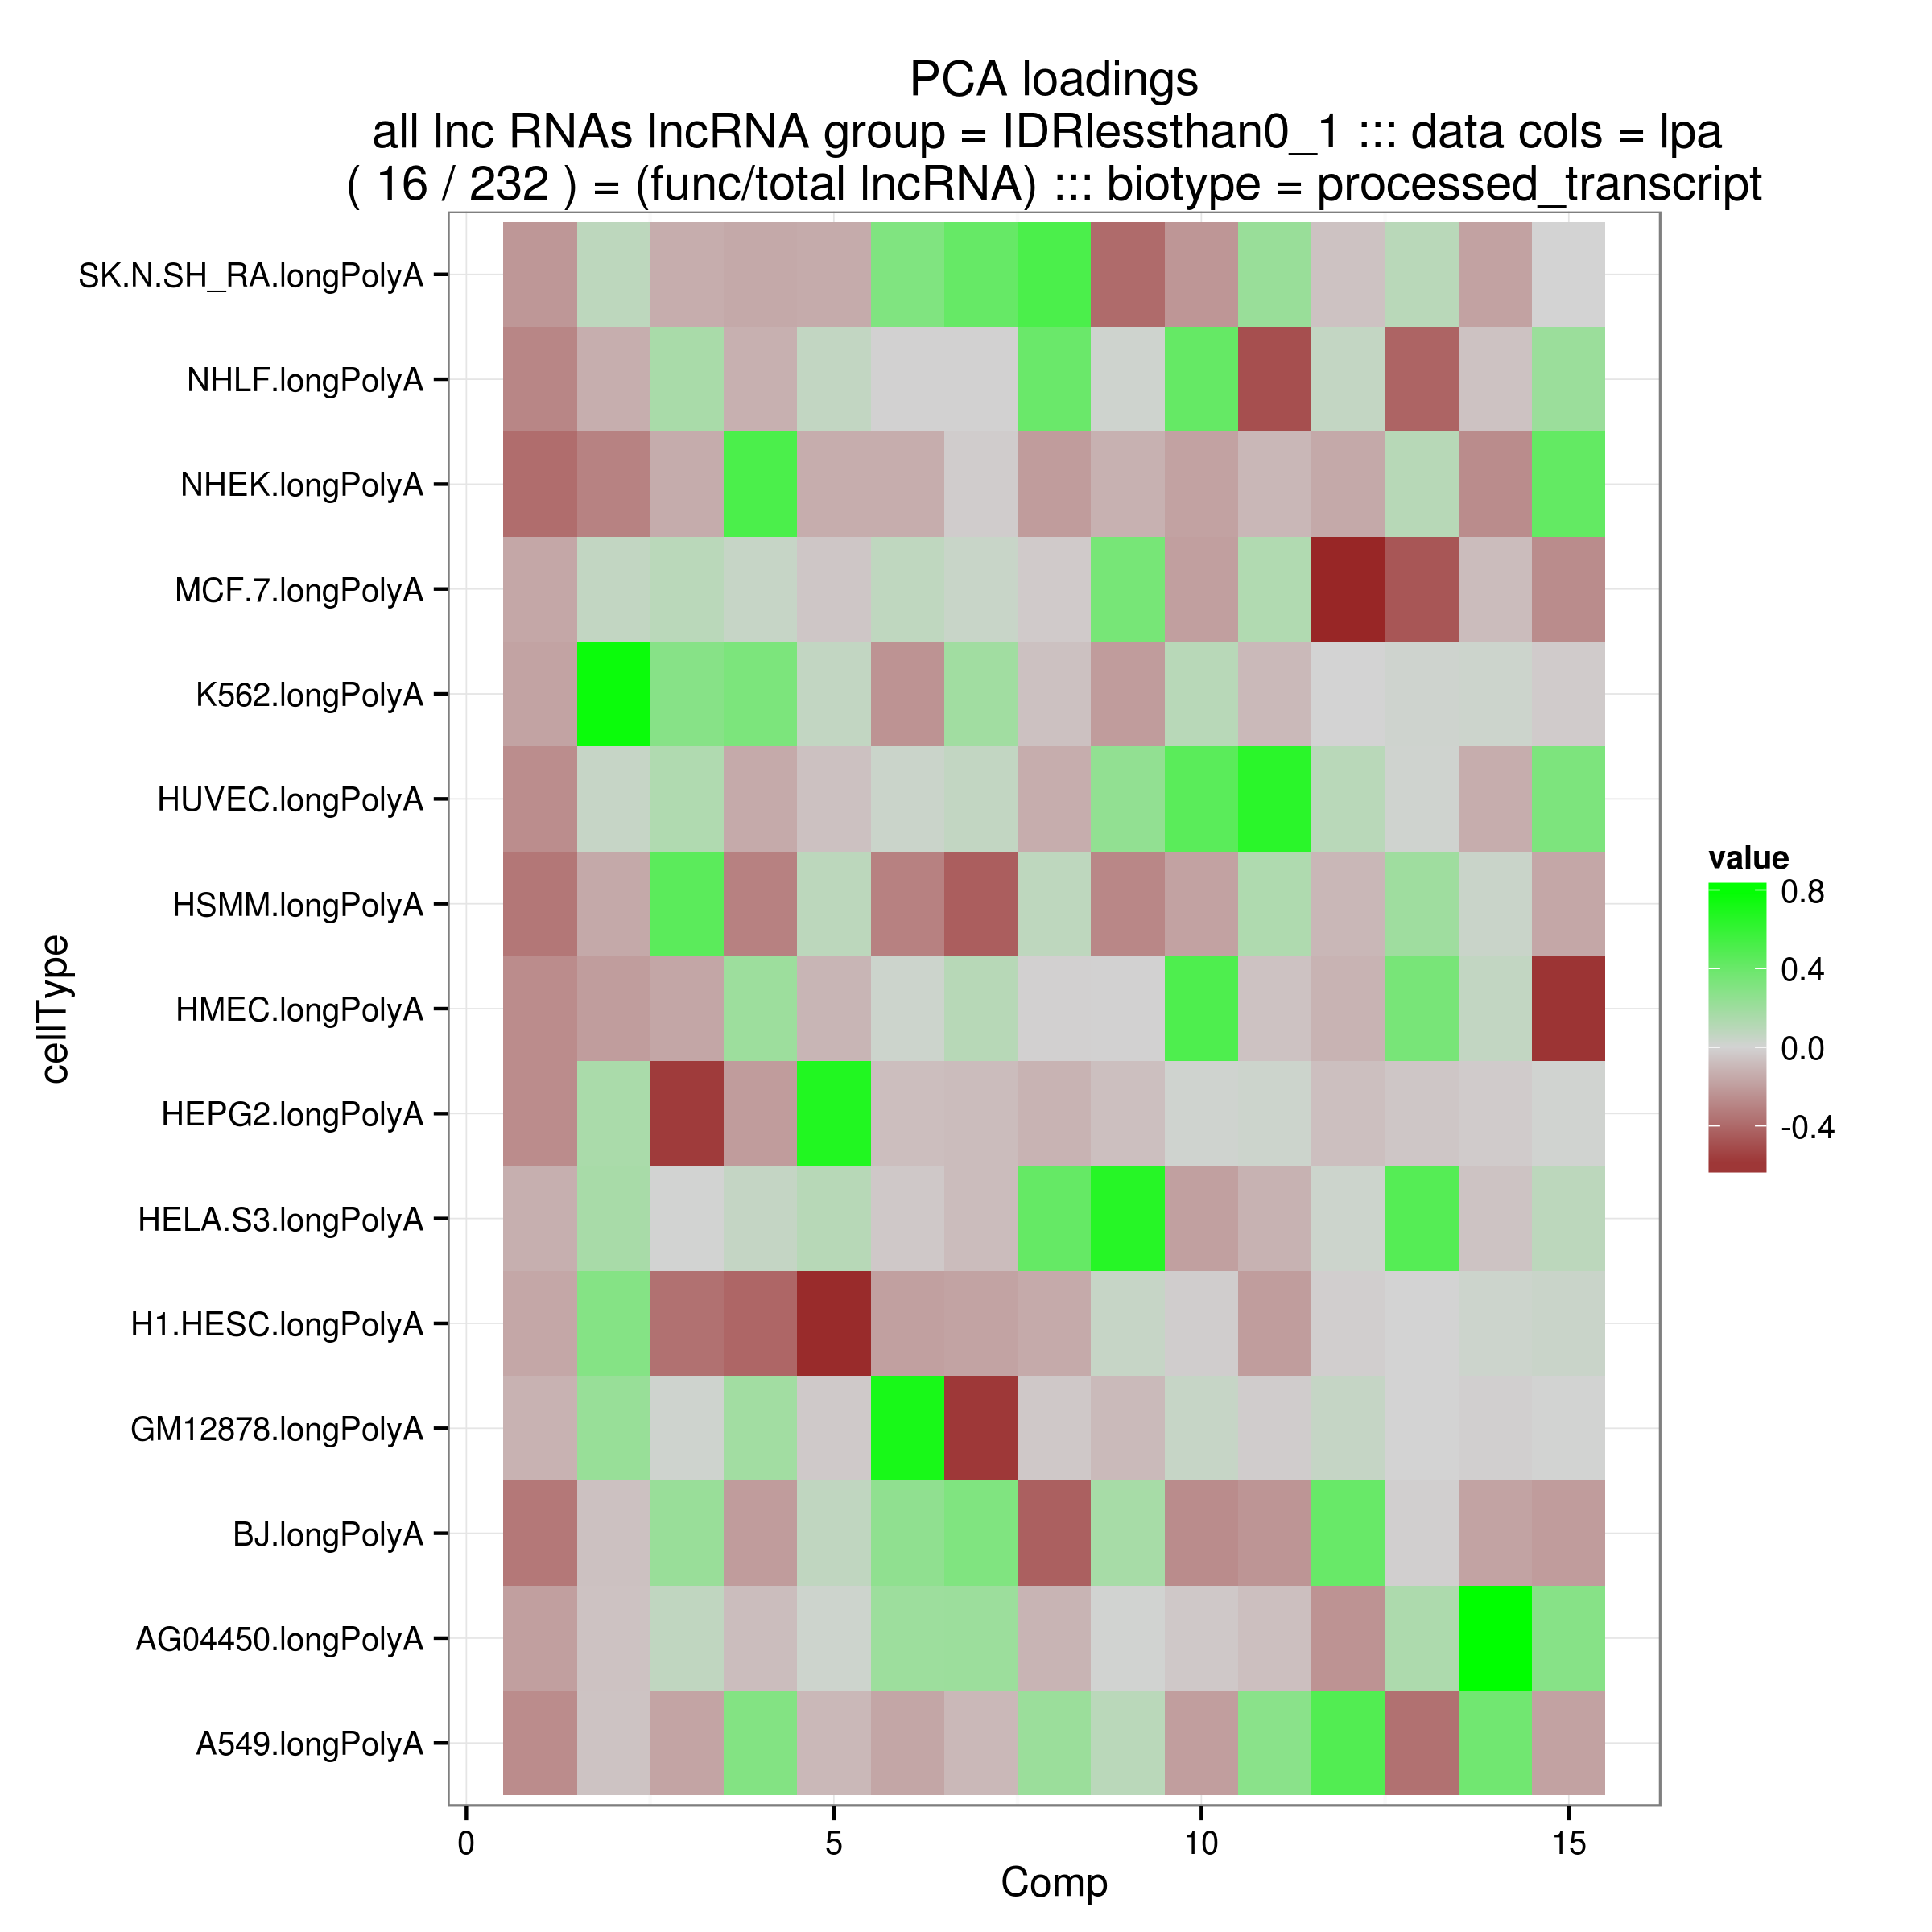 PCA loadings
all lnc RNAs lncRNA group = IDRlessthan0_1 ::: data cols = lpa
( 16 / 232 ) = (func/total lncRNA) ::: biotype = processed_transcript
SK.N.SH_RA.longPolyA
NHLF.longPolyA
NHEK.longPolyA
MCF.7.longPolyA
K562.longPolyA
HUVEC.longPolyA
HSMM.longPolyA
HMEC.longPolyA
HEPG2.longPolyA
HELA.S3.longPolyA
H1.HESC.longPolyA
GM12878.longPolyA
BJ.longPolyA
AG04450.longPolyA
A549.longPolyA
cellType
0 5 10 15
Comp
value
0.8
0.4
0.0
-0.4